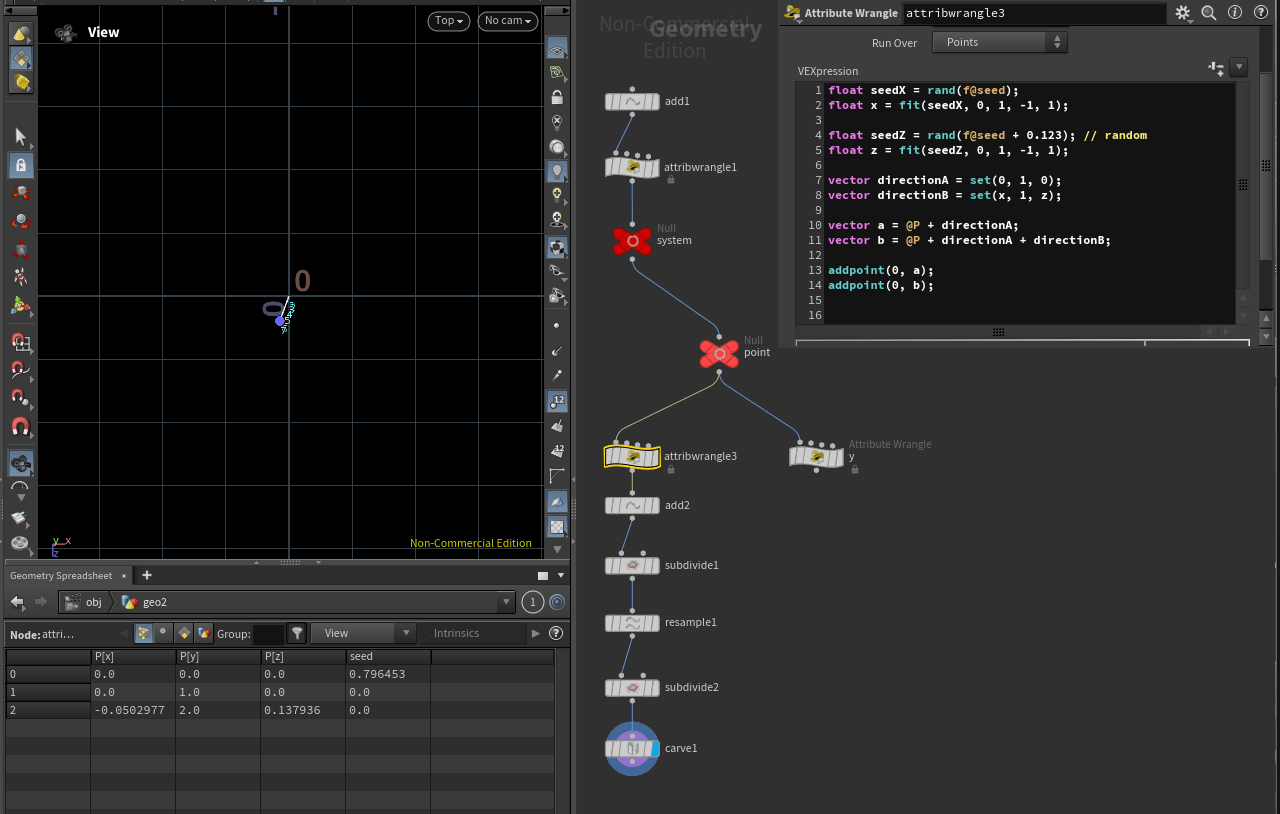 View
Top
No cam
0
0
y x
z
Non-Commercial Edition
12
12
Geometry Spreadsheet × +
obj geo2 1
Node: attri... Group: View Intrinsics
P[x] P[y] P[z] seed
0 0.0 0.0 0.0 0.796453
1 0.0 1.0 0.0 0.0
2 -0.0502977 2.0 0.137936 0.0
Non-Commercial
Edition
Geometry
add1
attribwrangle1
Null
system
Null
point
attribwrangle3
Attribute Wrangle
y
add2
subdivide1
resample1
subdivide2
carve1
Attribute Wrangle attribwrangle3
Run Over Points
VEXpression
1 float seedX = rand(f@seed);
2 float x = fit(seedX, 0, 1, -1, 1);
3
4 float seedZ = rand(f@seed + 0.123); // random
5 float z = fit(seedZ, 0, 1, -1, 1);
6
7 vector directionA = set(0, 1, 0);
8 vector directionB = set(x, 1, z);
9
10 vector a = @P + directionA;
11 vector b = @P + directionA + directionB;
12
13 addpoint(0, a);
14 addpoint(0, b);
15
16